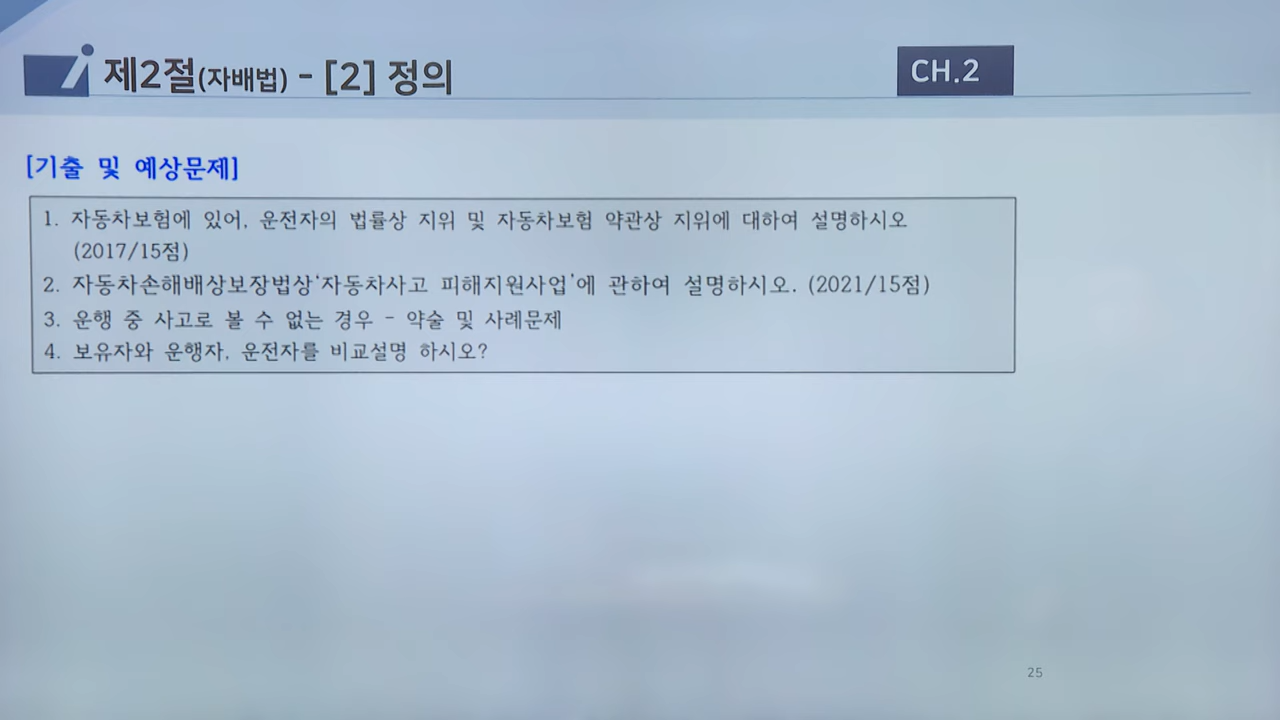 제2절(자배법) - [2] 정의
CH.2
[기출 및 예상문제]
1. 자동차보험에 있어, 운전자의 법률상 지위 및 자동차보험 약관상 지위에 대하여 설명하시오
(2017/15점)
2. 자동차손해배상보장법상'자동차사고 피해지원사업'에 관하여 설명하시오. (2021/15점)
3. 운행 중 사고로 볼 수 없는 경우 - 약술 및 사례문제
4. 보유자와 운행자, 운전자를 비교설명 하시오?
25